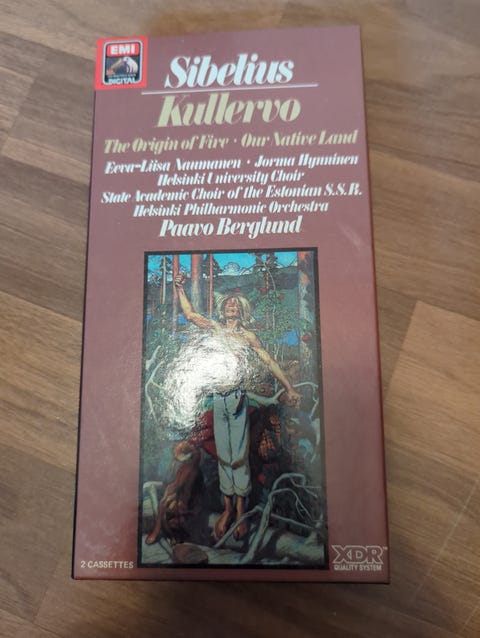 EMI
DIGITAL
Sibelius
Kullervo
The Origin of Fire · Our Native Land
Eeva-Liisa Naumanen · Jorma Hynninen
Helsinki University Choir
State Academic Choir of the Estonian S.S.R.
Helsinki Philharmonic Orchestra
Paavo Berglund
2 CASSETTES
XDR
QUALITY SYSTEM